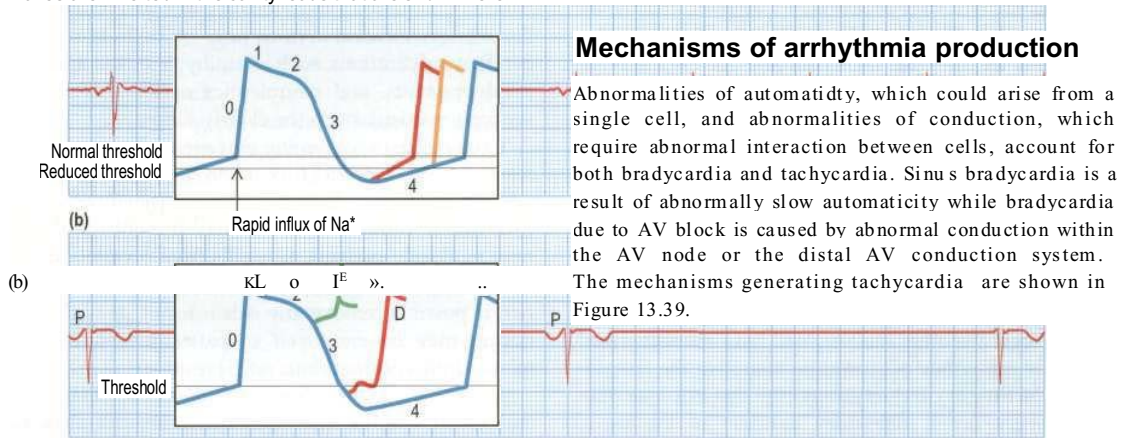 Mechanisms of arrhythmia production
Abnormalities of automatidty, which could arise from a
single cell, and abnormalities of conduction, which
require abnormal interaction between cells, account for
both bradycardia and tachycardia. Sinus bradycardia is a
result of abnormally slow automaticity while bradycardia
due to AV block is caused by abnormal conduction within
the AV node or the distal AV conduction system.
The mechanisms generating tachycardia are shown in
Figure 13.39.
1
2
0
3
4
Normal threshold
Reduced threshold
Rapid influx of Na*
(b)
(b)
кL o Iᴱ ». ..
P
0
3
D
P
Threshold
4